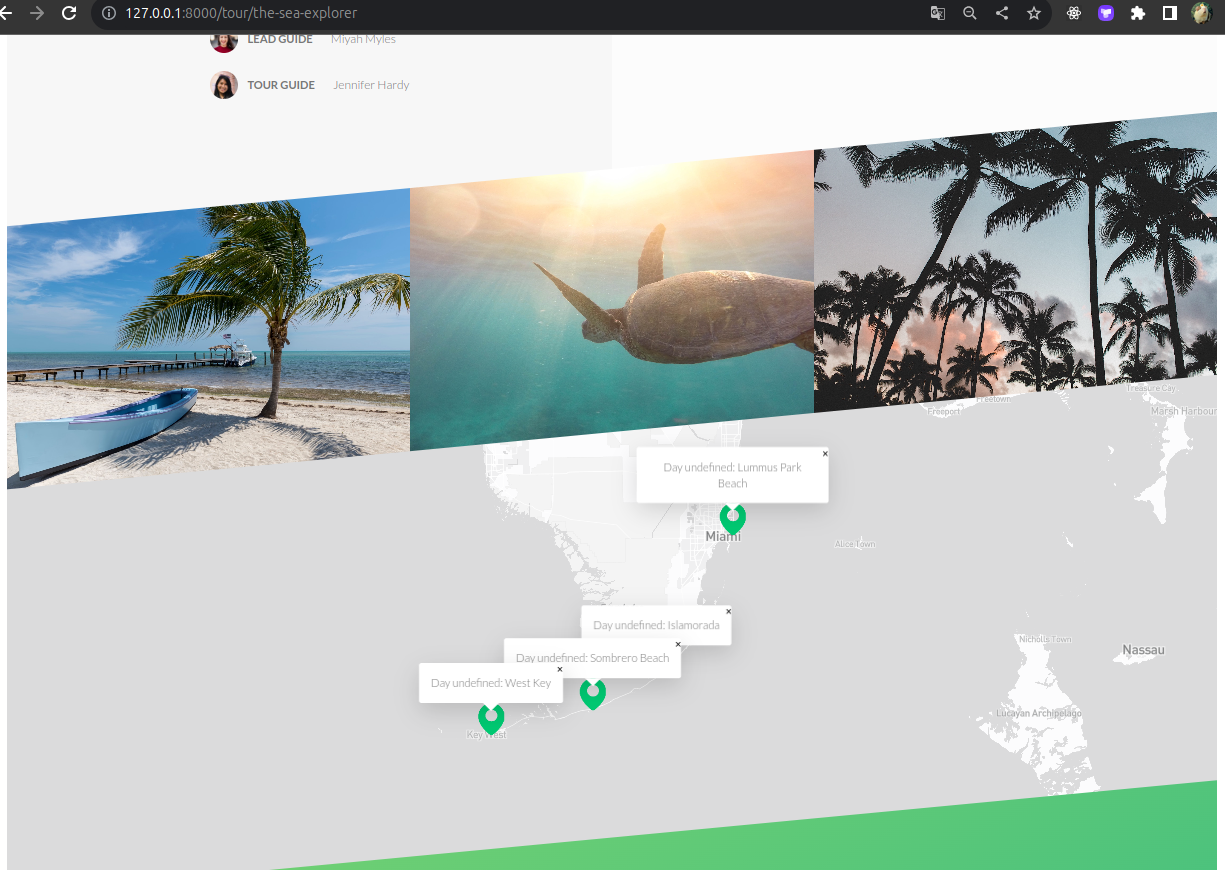 127.0.0.1:8000/tour/the-sea-explorer
LEAD GUIDE Miyah Myles
TOUR GUIDE Jennifer Hardy
Treasure Cay
Freeport
Freetown
Marsh Harbour
Day undefined: Lummus Park
Beach
×
Miami
Alice Town
Day undefined: Islamorada
×
Day undefined: Sombrero Beach
×
Day undefined: West Key
×
Key West
Nicholls Town
Nassau
Lucayan Archipelago